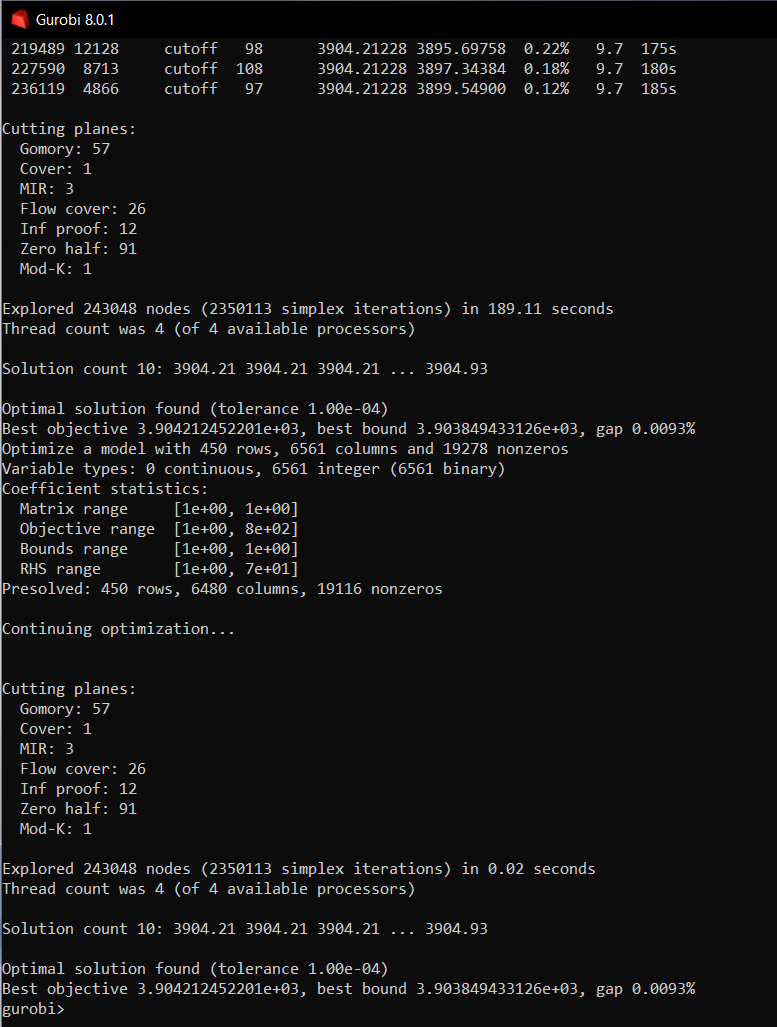 Gurobi 8.0.1
219489 12128 cutoff 98 3904.21228 3895.69758 0.22% 9.7 175s
227590 8713 cutoff 108 3904.21228 3897.34384 0.18% 9.7 180s
236119 4866 cutoff 97 3904.21228 3899.54900 0.12% 9.7 185s
Cutting planes:
Gomory: 57
Cover: 1
MIR: 3
Flow cover: 26
Inf proof: 12
Zero half: 91
Mod-K: 1
Explored 243048 nodes (2350113 simplex iterations) in 189.11 seconds
Thread count was 4 (of 4 available processors)
Solution count 10: 3904.21 3904.21 3904.21 ... 3904.93
Optimal solution found (tolerance 1.00e-04)
Best objective 3.904212452201e+03, best bound 3.903849433126e+03, gap 0.0093%
Optimize a model with 450 rows, 6561 columns and 19278 nonzeros
Variable types: 0 continuous, 6561 integer (6561 binary)
Coefficient statistics:
Matrix range [1e+00, 1e+00]
Objective range [1e+00, 8e+02]
Bounds range [1e+00, 1e+00]
RHS range [1e+00, 7e+01]
Presolved: 450 rows, 6480 columns, 19116 nonzeros
Continuing optimization...
Cutting planes:
Gomory: 57
Cover: 1
MIR: 3
Flow cover: 26
Inf proof: 12
Zero half: 91
Mod-K: 1
Explored 243048 nodes (2350113 simplex iterations) in 0.02 seconds
Thread count was 4 (of 4 available processors)
Solution count 10: 3904.21 3904.21 3904.21 ... 3904.93
Optimal solution found (tolerance 1.00e-04)
Best objective 3.904212452201e+03, best bound 3.903849433126e+03, gap 0.0093%
gurobi>